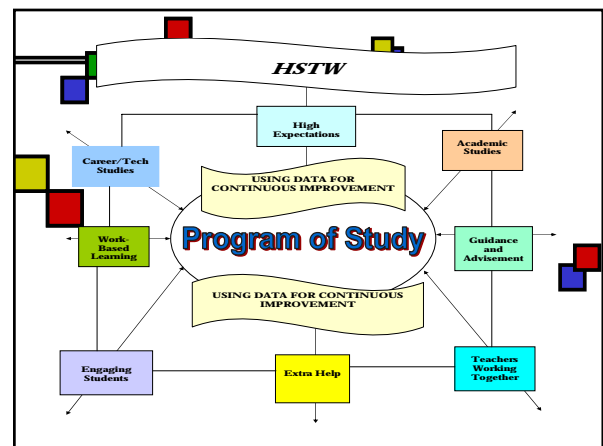 HSTW
High
Expectations
Academic
Studies
Career/Tech
Studies
USING DATA FOR
CONTINUOUS IMPROVEMENT
Work-
Based
Learning
Program of Study
Guidance
and
Advisement
USING DATA FOR CONTINUOUS
IMPROVEMENT
Engaging
Students
Extra Help
Teachers
Working
Together